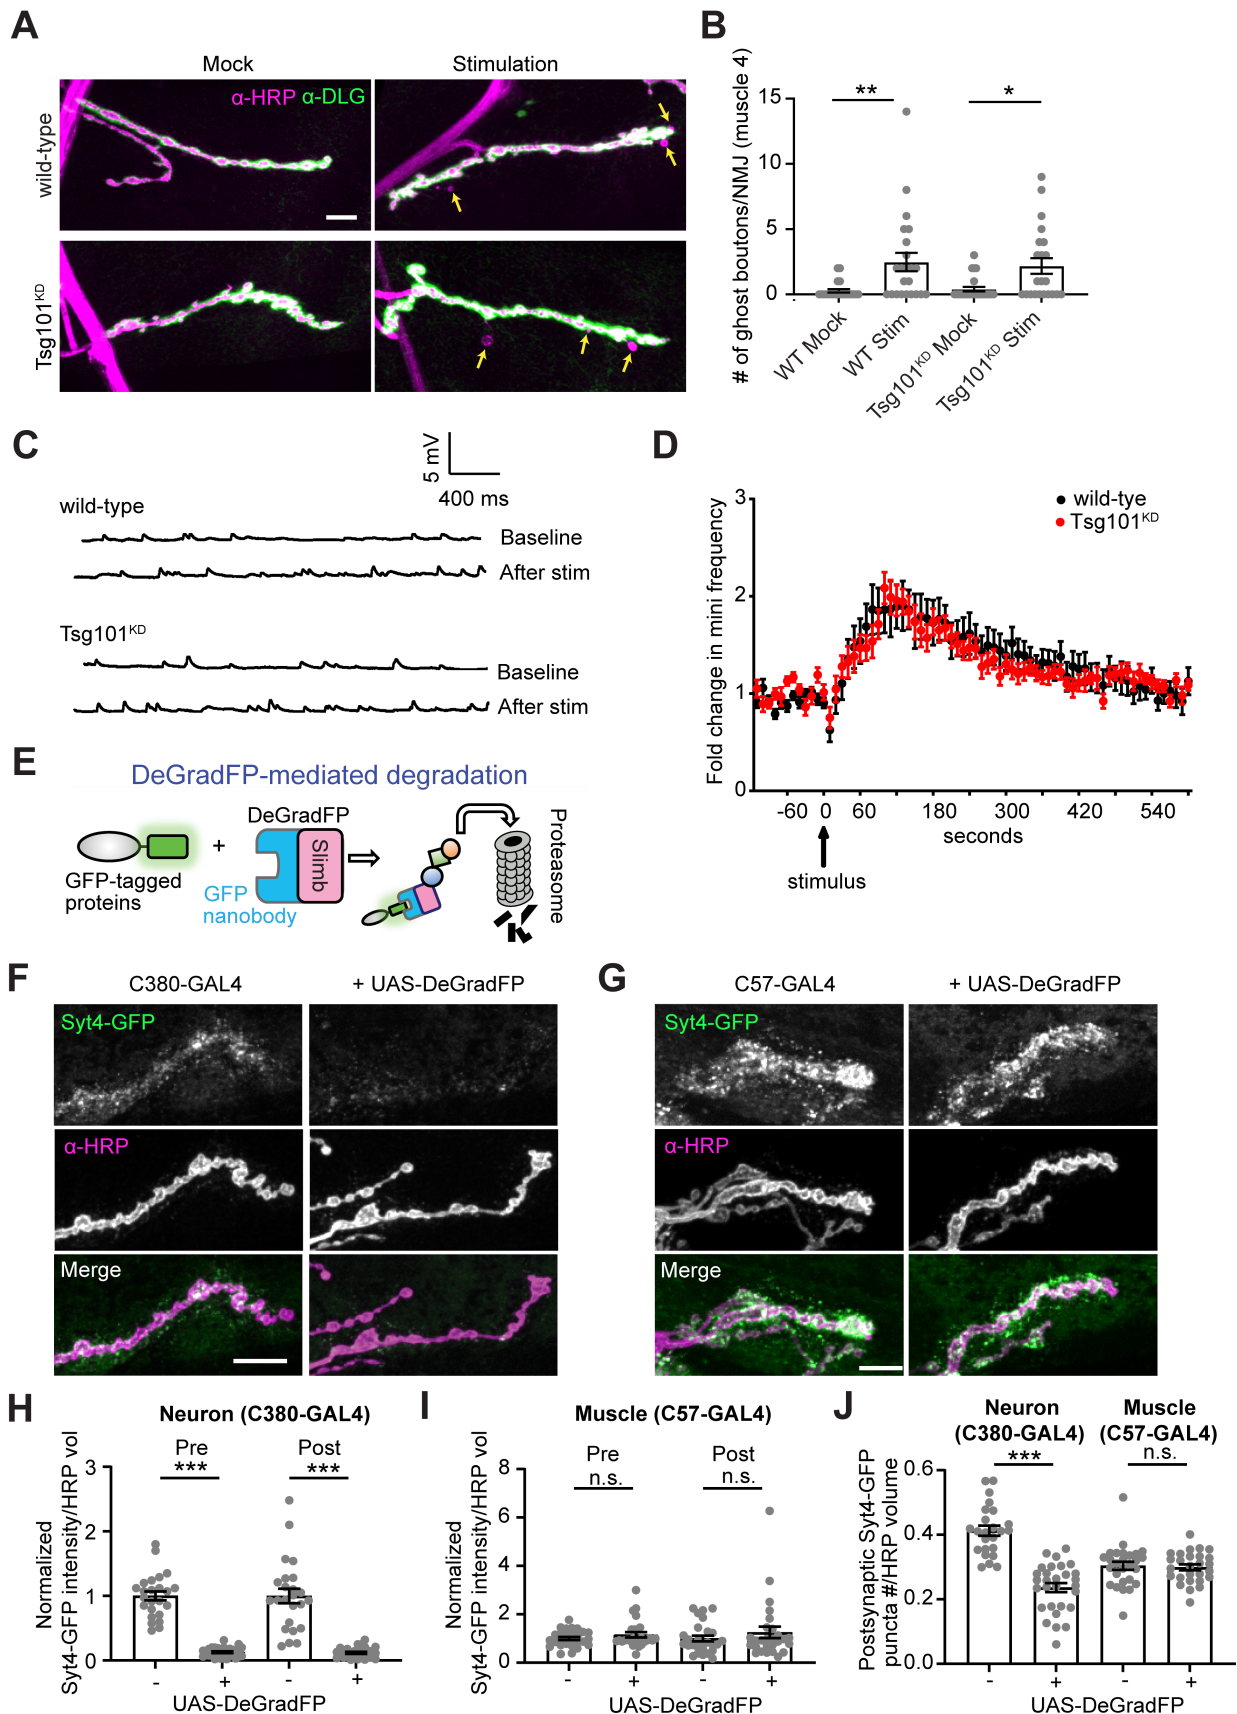 A
Mock
Stimulation
wild-type
α-HRP α-DLG
Tsg101KD
B
# of ghost boutons/NMJ (muscle 4)
15
10
5
0
**
*
WT Mock
WT Stim
Tsg101KD Mock
Tsg101KD Stim
C
5 mV
400 ms
wild-type
Baseline
After stim
Tsg101KD
Baseline
After stim
D
Fold change in mini frequency
3
2
1
0
wild-tye
Tsg101KD
-60 0 60 180 300 420 540
seconds
stimulus
E
DeGradFP-mediated degradation
DeGradFP
+
Slimb
GFP-tagged
proteins
GFP
nanobody
Proteasome
F
C380-GAL4
+ UAS-DeGradFP
Syt4-GFP
α-HRP
Merge
G
C57-GAL4
+ UAS-DeGradFP
Syt4-GFP
α-HRP
Merge
H
Neuron (C380-GAL4)
Pre
Post
***
***
Normalized
Syt4-GFP intensity/HRP vol
3
2
1
0
- + - +
UAS-DeGradFP
I
Muscle (C57-GAL4)
Pre
Post
n.s.
n.s.
Normalized
Syt4-GFP intensity/HRP vol
8
6
4
2
0
- + - +
UAS-DeGradFP
J
Neuron
(C380-GAL4)
Muscle
(C57-GAL4)
***
n.s.
Postsynaptic Syt4-GFP
puncta #/HRP volume
0.6
0.4
0.2
0.0
- + - +
UAS-DeGradFP